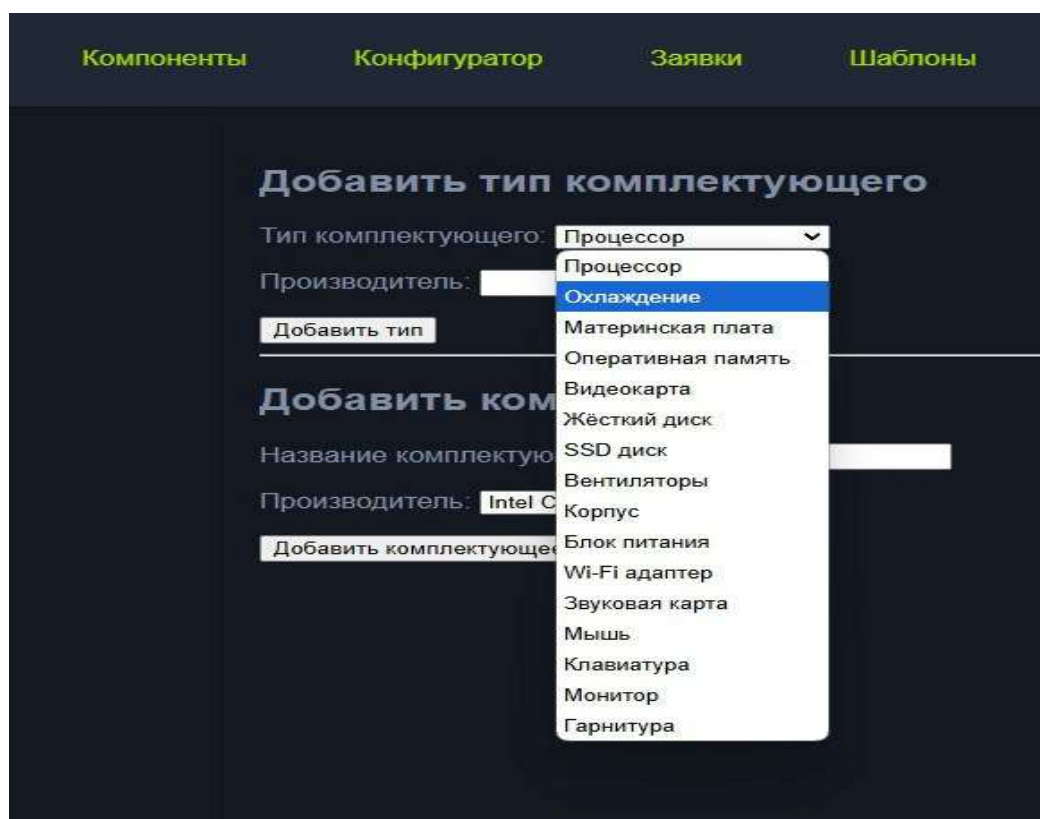 Компоненты Конфигуратор Заявки Шаблоны
Добавить тип комплектующего
Тип комплектующего: Процессор
Процессор
Производитель:
Охлаждение
Добавить тип
Материнская плата
Оперативная память
Видеокарта
Добавить ком
Жёсткий диск
Название комплектую
SSD диск
Вентиляторы
Производитель: Intel C
Корпус
Добавить комплектующее
Блок питания
Wi-Fi адаптер
Звуковая карта
Мышь
Клавиатура
Монитор
Гарнитура